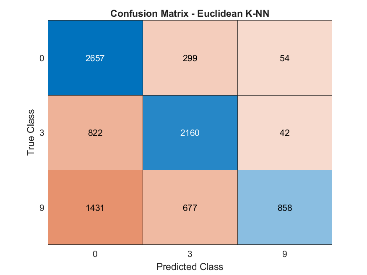 Confusion Matrix - Euclidean K-NN
True Class
0 2657 299 54
3 822 2160 42
9 1431 677 858
0 3 9
Predicted Class